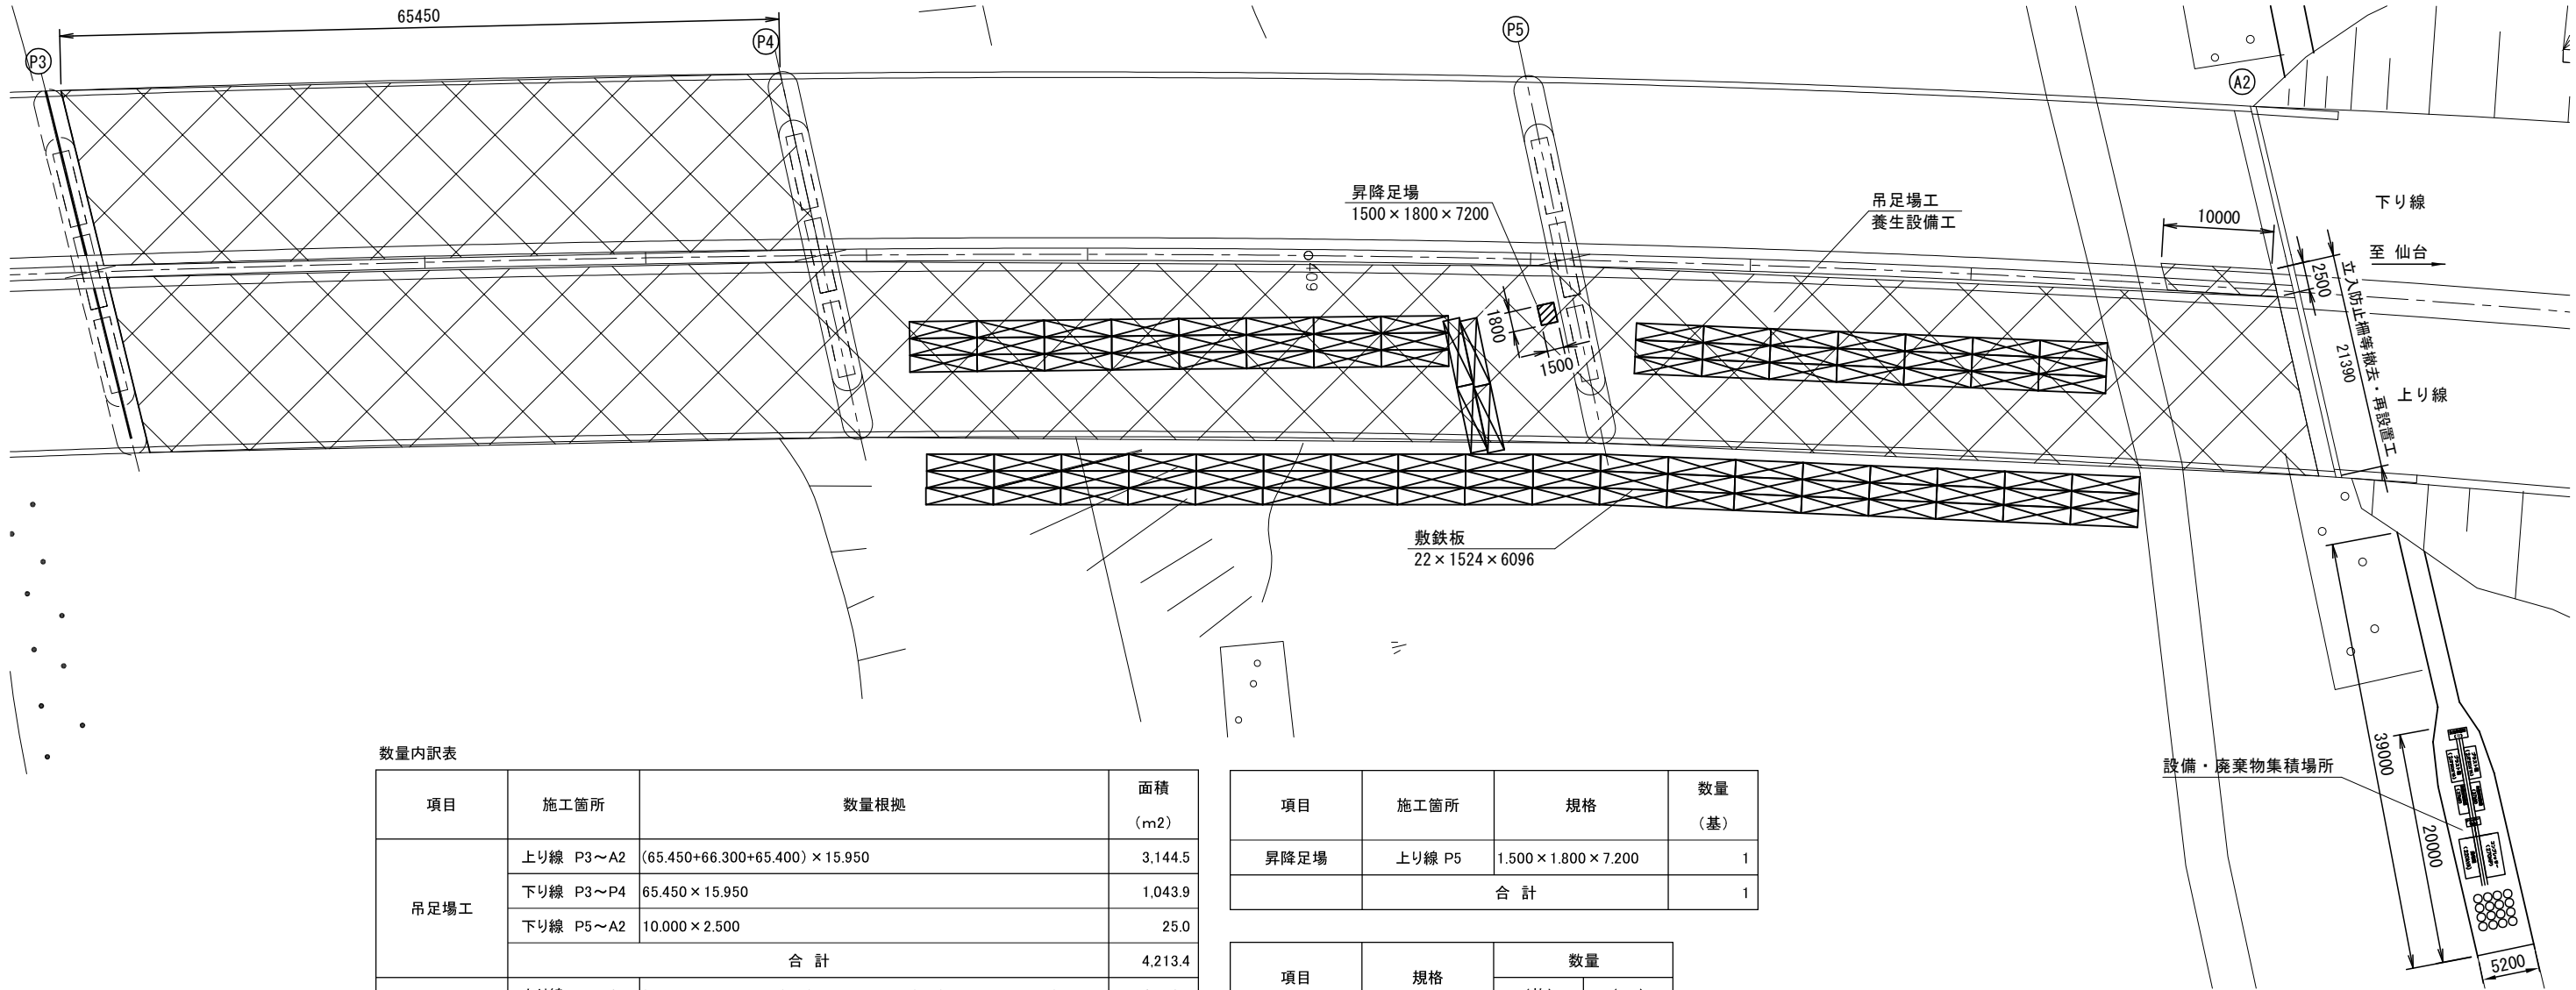 65450
P3
P4
P5
A2
昇降足場
1500×1800×7200
吊足場工
養生設備工
10000
下り線
至 仙台
2500
立入防止柵等撤去・再設置工
21390
上り線
409
1800
1500
敷鉄板
22×1524×6096
39000
20000
設備・廃棄物集積場所
5200
数量内訳表
項目 施工箇所 数量根拠 面積
(m2)
吊足場工
上り線 P3～A2 (65.450+66.300+65.400)×15.950 3,144.5
下り線 P3～P4 65.450×15.950 1,043.9
下り線 P5～A2 10.000×2.500 25.0
合 計 4,213.4
項目 施工箇所 規格 数量
(基)
昇降足場 上り線 P5 1.500×1.800×7.200 1
合 計 1
項目 規格 数量